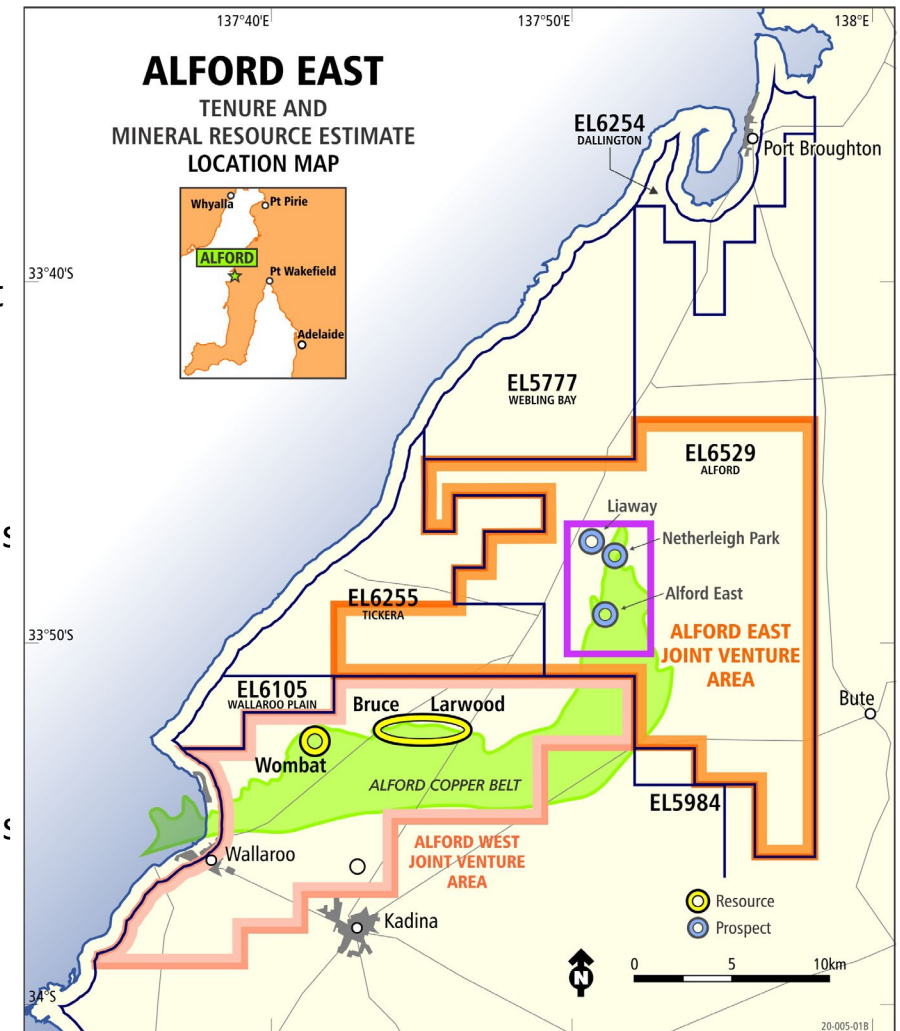 137°40'E
137°50'E
138°E
ALFORD EAST
TENURE AND
MINERAL RESOURCE ESTIMATE
LOCATION MAP
Whyalla
Pt Pirie
ALFORD
Pt Wakefield
Adelaide
EL6254
DALLINGTON
Port Broughton
33°40'S
EL5777
WEBLING BAY
EL6529
ALFORD
Liaway
Netherleigh Park
Alford East
EL6255
TICKERA
33°50'S
ALFORD EAST
JOINT VENTURE
AREA
EL6105
WALLAROO PLAIN
Bruce
Larwood
Bute
Wombat
ALFORD COPPER BELT
EL5984
Wallaroo
ALFORD WEST
JOINT VENTURE
AREA
Kadina
Resource
Prospect
N
0
5
10km
34°S
20-005-01B